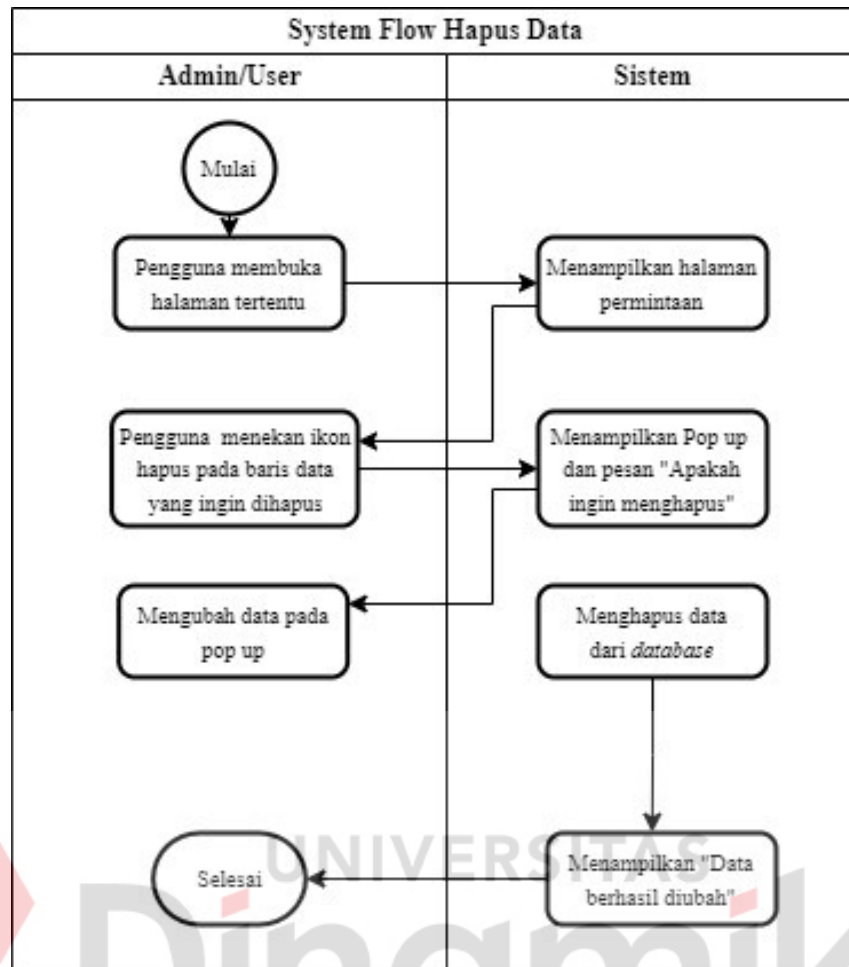 System Flow Hapus Data
Admin/User
Sistem
Mulai
Pengguna membuka
halaman tertentu
Menampilkan halaman
permintaan
Pengguna menekan ikon
hapus pada baris data
yang ingin dihapus
Menampilkan Pop up
dan pesan "Apakah
ingin menghapus"
Mengubah data pada
pop up
Menghapus data
dari database
Menampilkan "Data
berhasil diubah"
Selesai
UNIVERSITAS
Dinamik